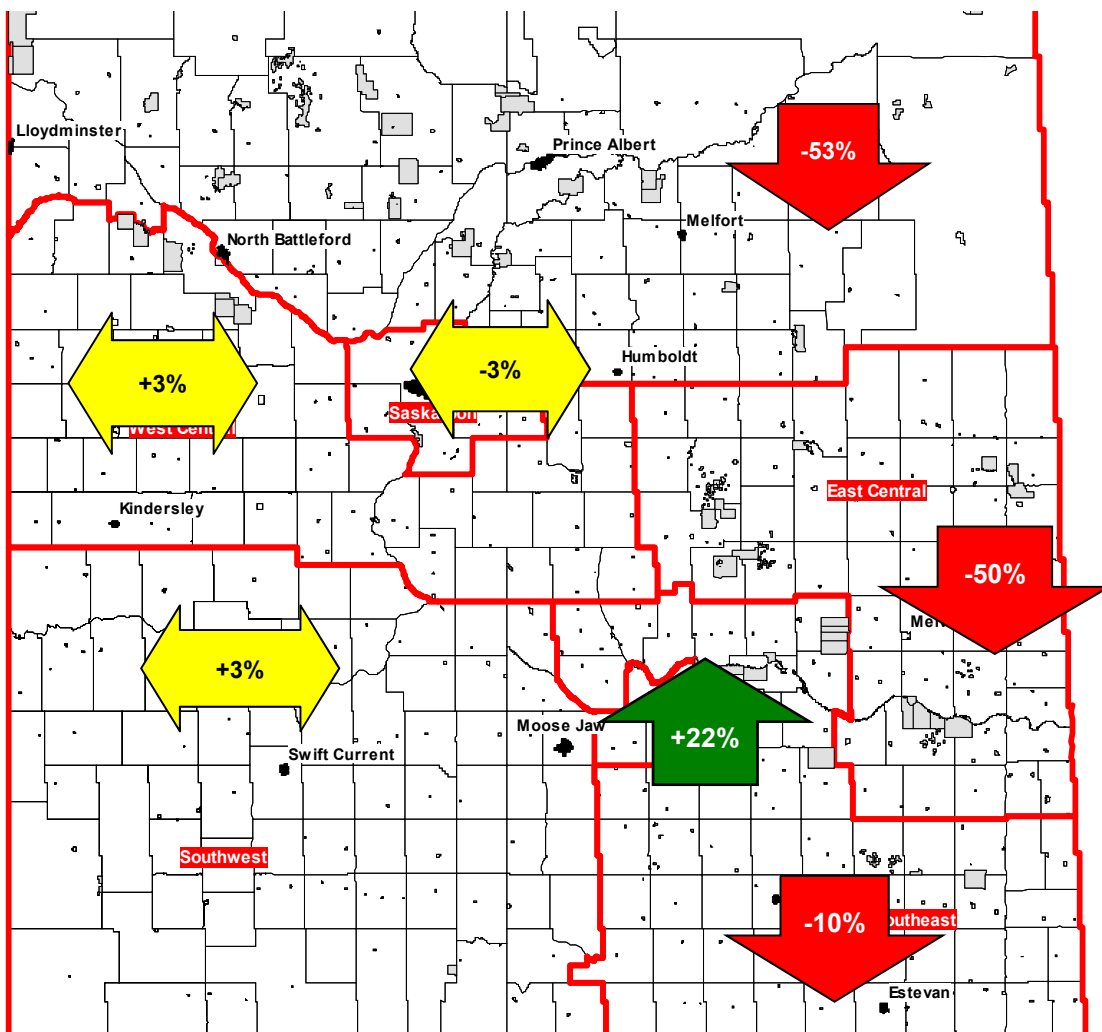 Lloydminster
Prince Albert
-53%
Melfort
North Battleford
Humboldt
+3%
-3%
Kindersley
East Central
-50%
+3%
Moose Jaw
+22%
Swift Current
Southwest
-10%
Estevan